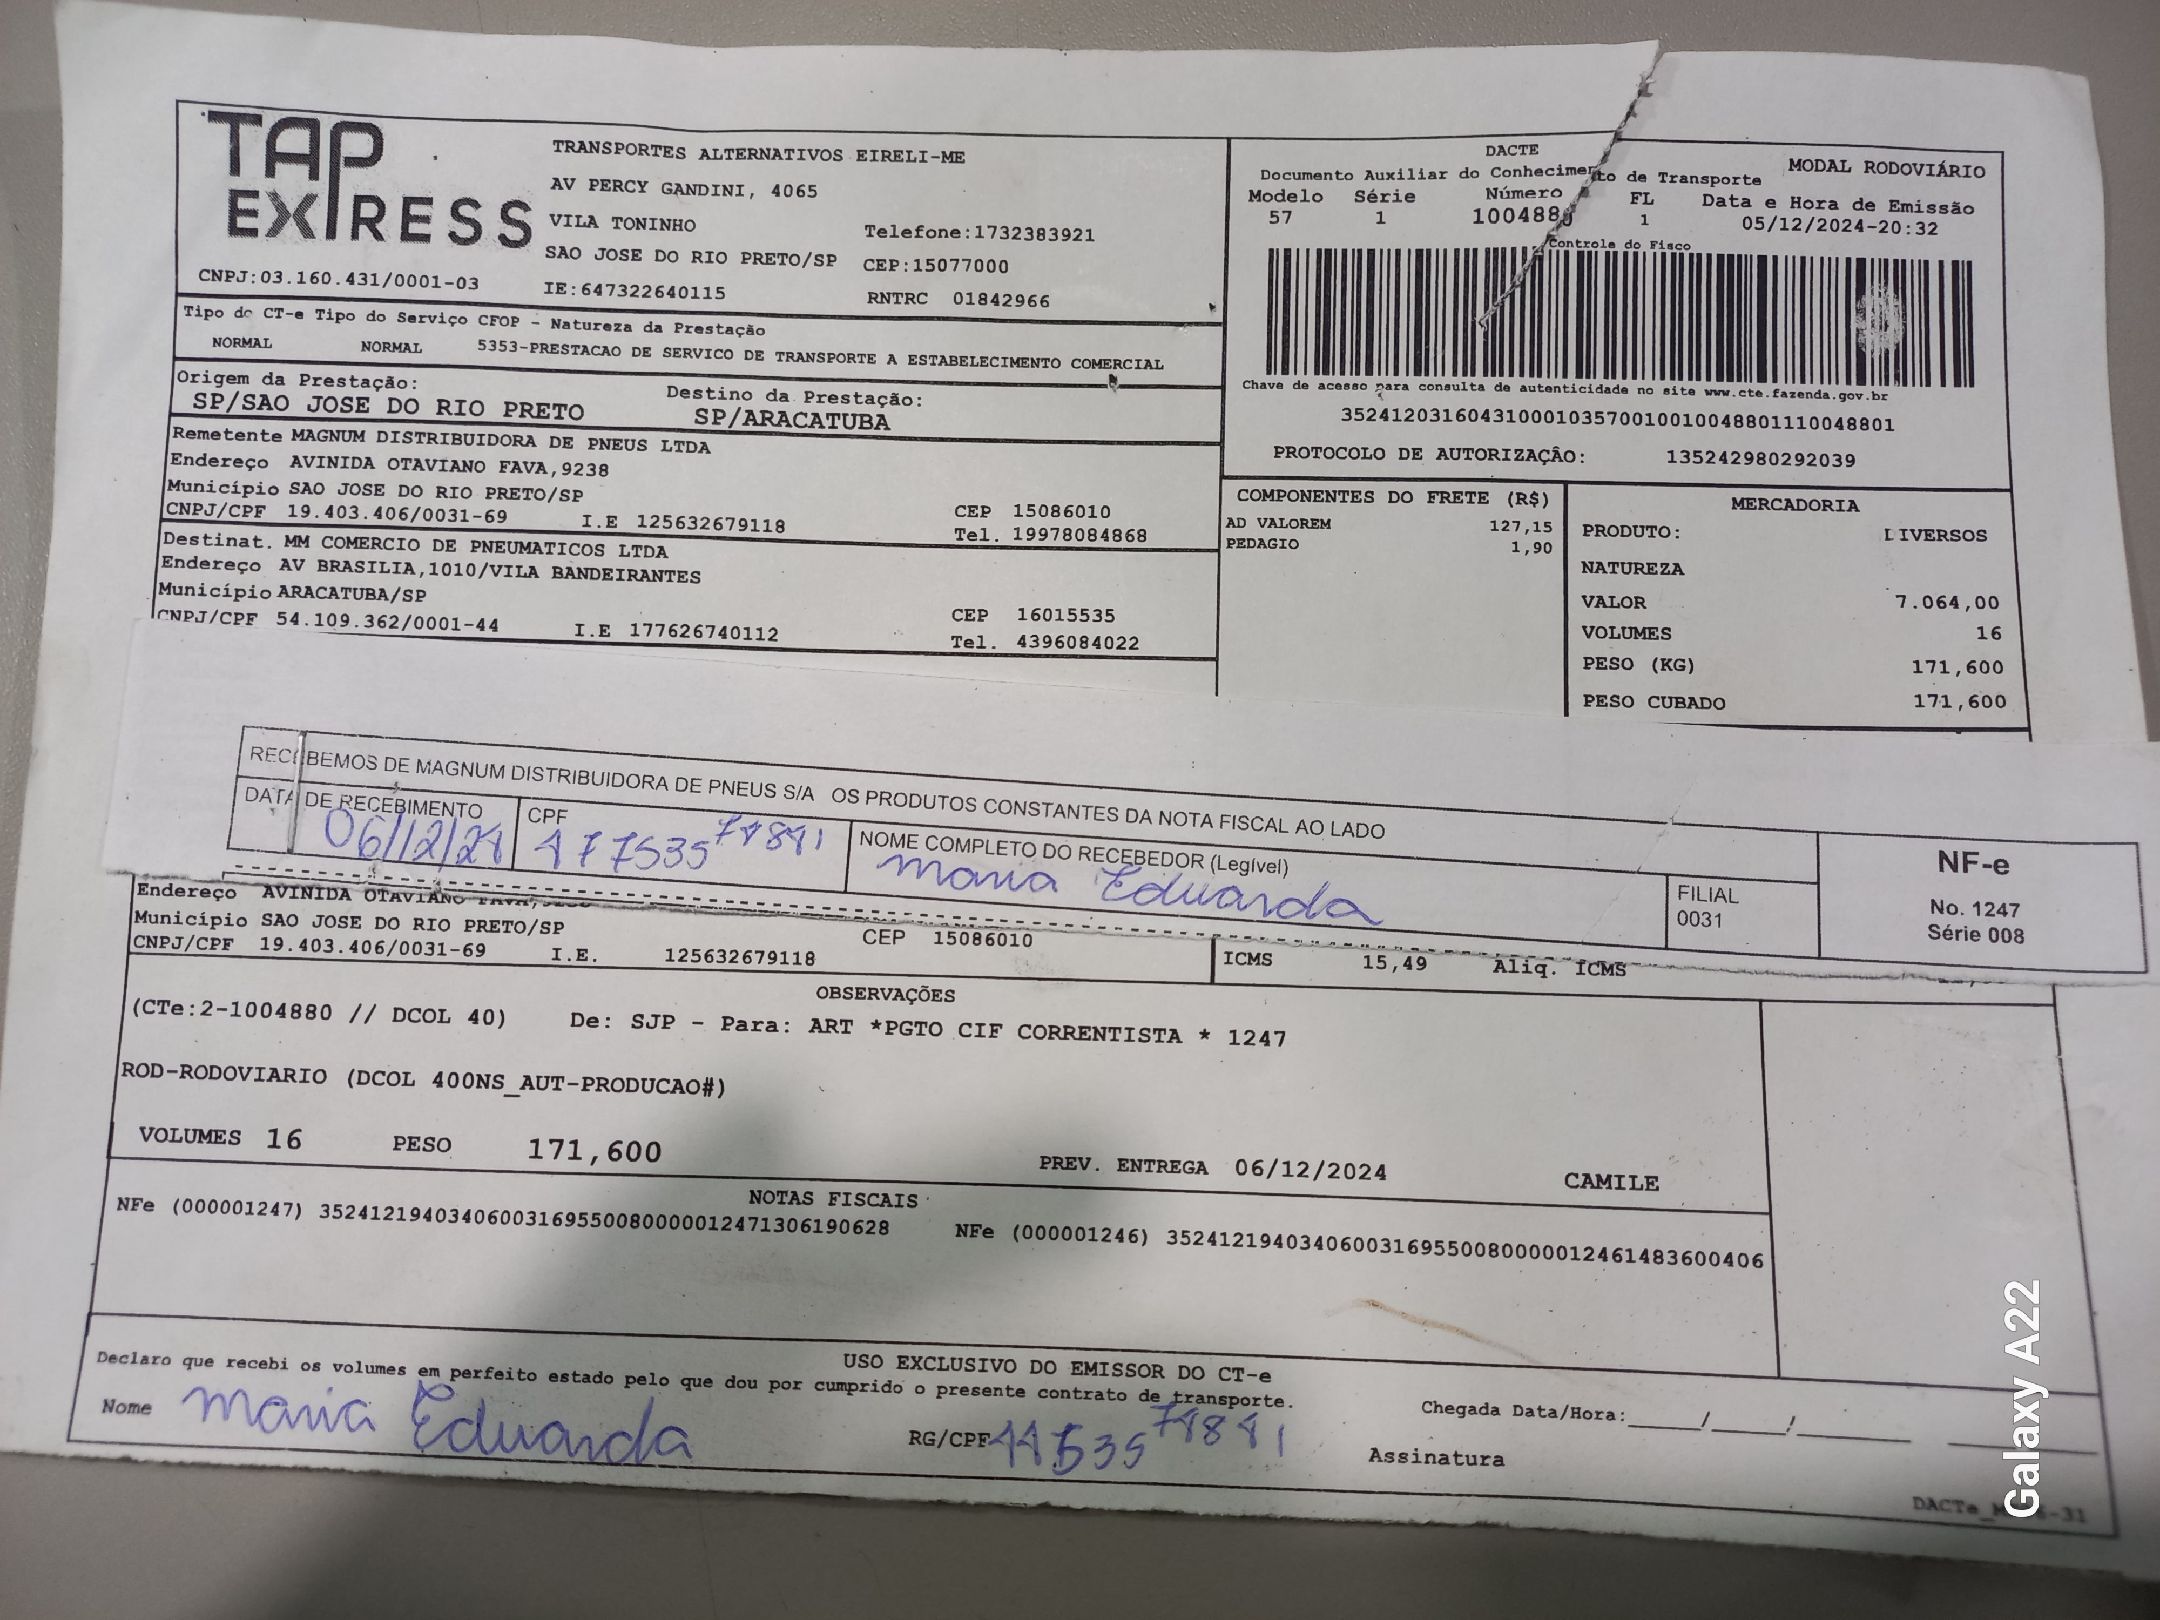 TAP
EXPRESS
CNPJ:03.160.431/0001-03
TRANSPORTES ALTERNATIVOS EIRELI-ME
AV PERCY GANDINI, 4065
VILA TONINHO
Telefone:1732383921
SAO JOSE DO RIO PRETO/SP CEP:15077000
IE:647322640115 RNTRC 01842966
DACTE
Documento Auxiliar do Conhecimento de Transporte MODAL RODOVIÁRIO
Modelo Série Número FL Data e Hora de Emissão
57 1 1004880 1 05/12/2024-20:32
Controle do Fisco
Chave de acesso para consulta de autenticidade no site www.cte.fazenda.gov.br
35241203160431000103570010010048801110048801
PROTOCOLO DE AUTORIZAÇÂO: 135242980292039
Tipo do CT-e Tipo do Serviço CFOP - Natureza da Prestação
NORMAL NORMAL 5353-PRESTACAO DE SERVICO DE TRANSPORTE A ESTABELECIMENTO COMERCIAL
Origem da Prestação: Destino da Prestação:
SP/SAO JOSE DO RIO PRETO SP/ARACATUBA
Remetente MAGNUM DISTRIBUIDORA DE PNEUS LTDA
Endereço AVINIDA OTAVIANO FAVA,9238
Município SAO JOSE DO RIO PRETO/SP CEP 15086010
CNPJ/CPF 19.403.406/0031-69 I.E 125632679118 Tel. 19978084868
Destinat. MM COMERCIO DE PNEUMATICOS LTDA
Endereço AV BRASILIA,1010/VILA BANDEIRANTES
Município ARACATUBA/SP CEP 16015535
CNPJ/CPF 54.109.362/0001-44 I.E 177626740112 Tel. 4396084022
COMPONENTES DO FRETE (R$)
AD VALOREM 127,15
PEDAGIO 1,90
MERCADORIA
PRODUTO: DIVERSOS
NATUREZA
VALOR 7.064,00
VOLUMES 16
PESO (KG) 171,600
PESO CUBADO 171,600
RECEBEMOS DE MAGNUM DISTRIBUIDORA DE PNEUS S/A OS PRODUTOS CONSTANTES DA NOTA FISCAL AO LADO
DATA DE RECEBIMENTO CPF NOME COMPLETO DO RECEBEDOR (Legível)
06/12/24 Maria Eduarda
FILIAL
0031
NF-e
No. 1247
Série 008
Endereço AVINIDA OTAVIANO
Município SAO JOSE DO RIO PRETO/SP CEP 15086010
CNPJ/CPF 19.403.406/0031-69 I.E. 125632679118
ICMS 15,49 Aliq. ICMS
OBSERVAÇÕES
(CTe:2-1004880 // DCOL 40) De: SJP - Para: ART *PGTO CIF CORRENTISTA * 1247
ROD-RODOVIARIO (DCOL 400NS_AUT-PRODUCAO#)
VOLUMES 16 PESO 171,600 PREV. ENTREGA 06/12/2024 CAMILE
NOTAS FISCAIS
NFe (000001247) 35241219403406003169550080000012471306190628 NFe (000001246) 35241219403406003169550080000012461483600406
USO EXCLUSIVO DO EMISSOR DO CT-e
Declaro que recebi os volumes em perfeito estado pelo que dou por cumprido o presente contrato de transporte.
Nome Maria Eduarda RG/CPF Chegada Data/Hora:____/____/____
Assinatura
Galaxy A22